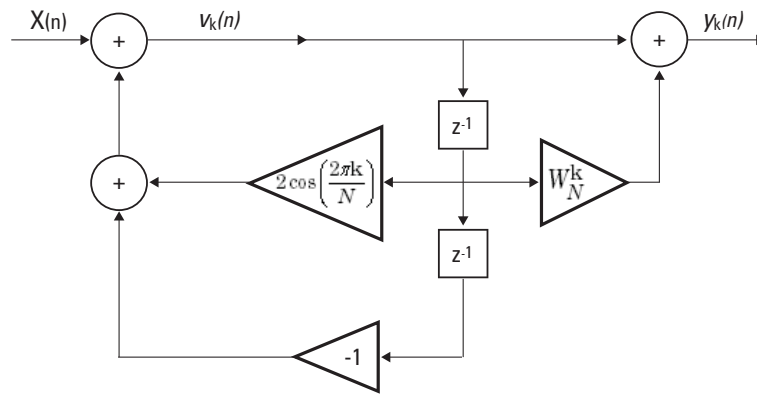 X(n)
vₖ(n)
+
+
yₖ(n)
z⁻¹
+
2cos(2πk/N)
W_N^k
z⁻¹
-1